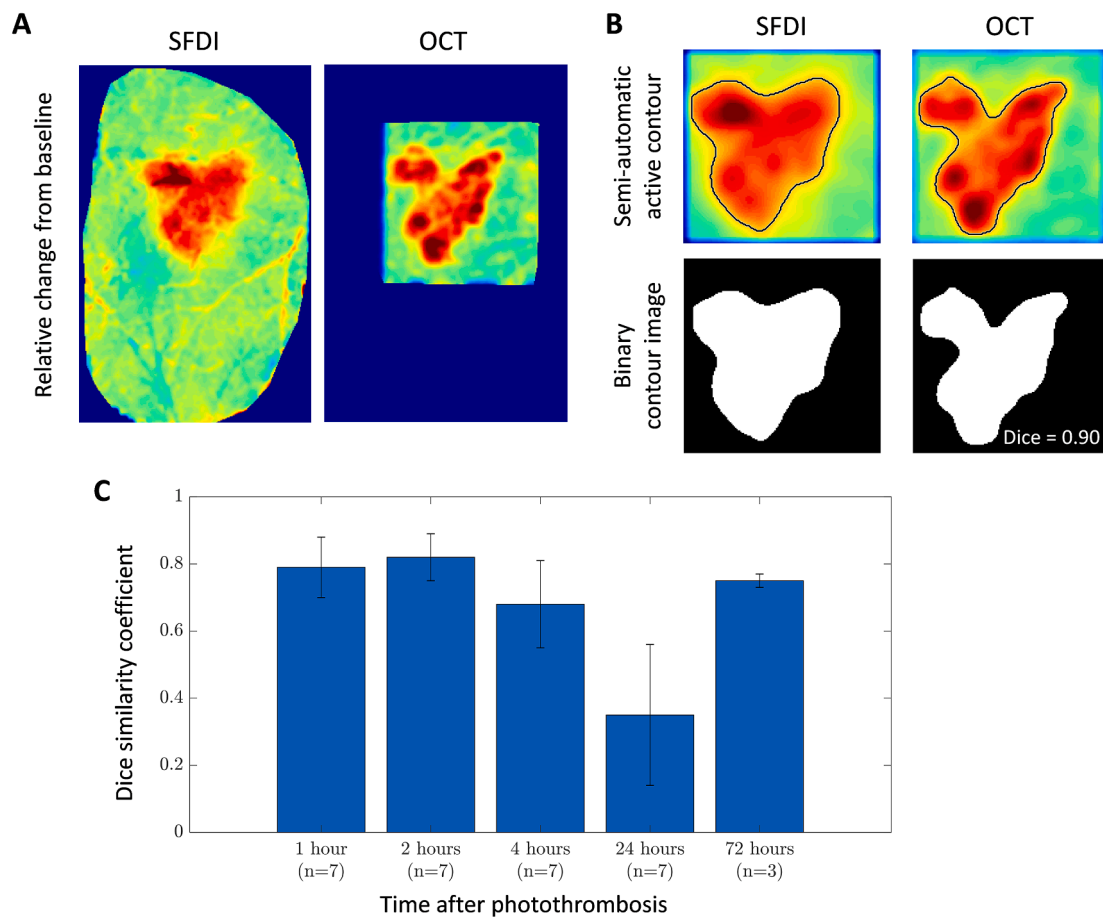 A
SFDI
OCT
Relative change from baseline
B
SFDI
OCT
Semi-automatic
active contour
Binary
contour image
Dice = 0.90
C
Dice similarity coefficient
1
0.8
0.6
0.4
0.2
0
1 hour
(n=7)
2 hours
(n=7)
4 hours
(n=7)
24 hours
(n=7)
72 hours
(n=3)
Time after photothrombosis